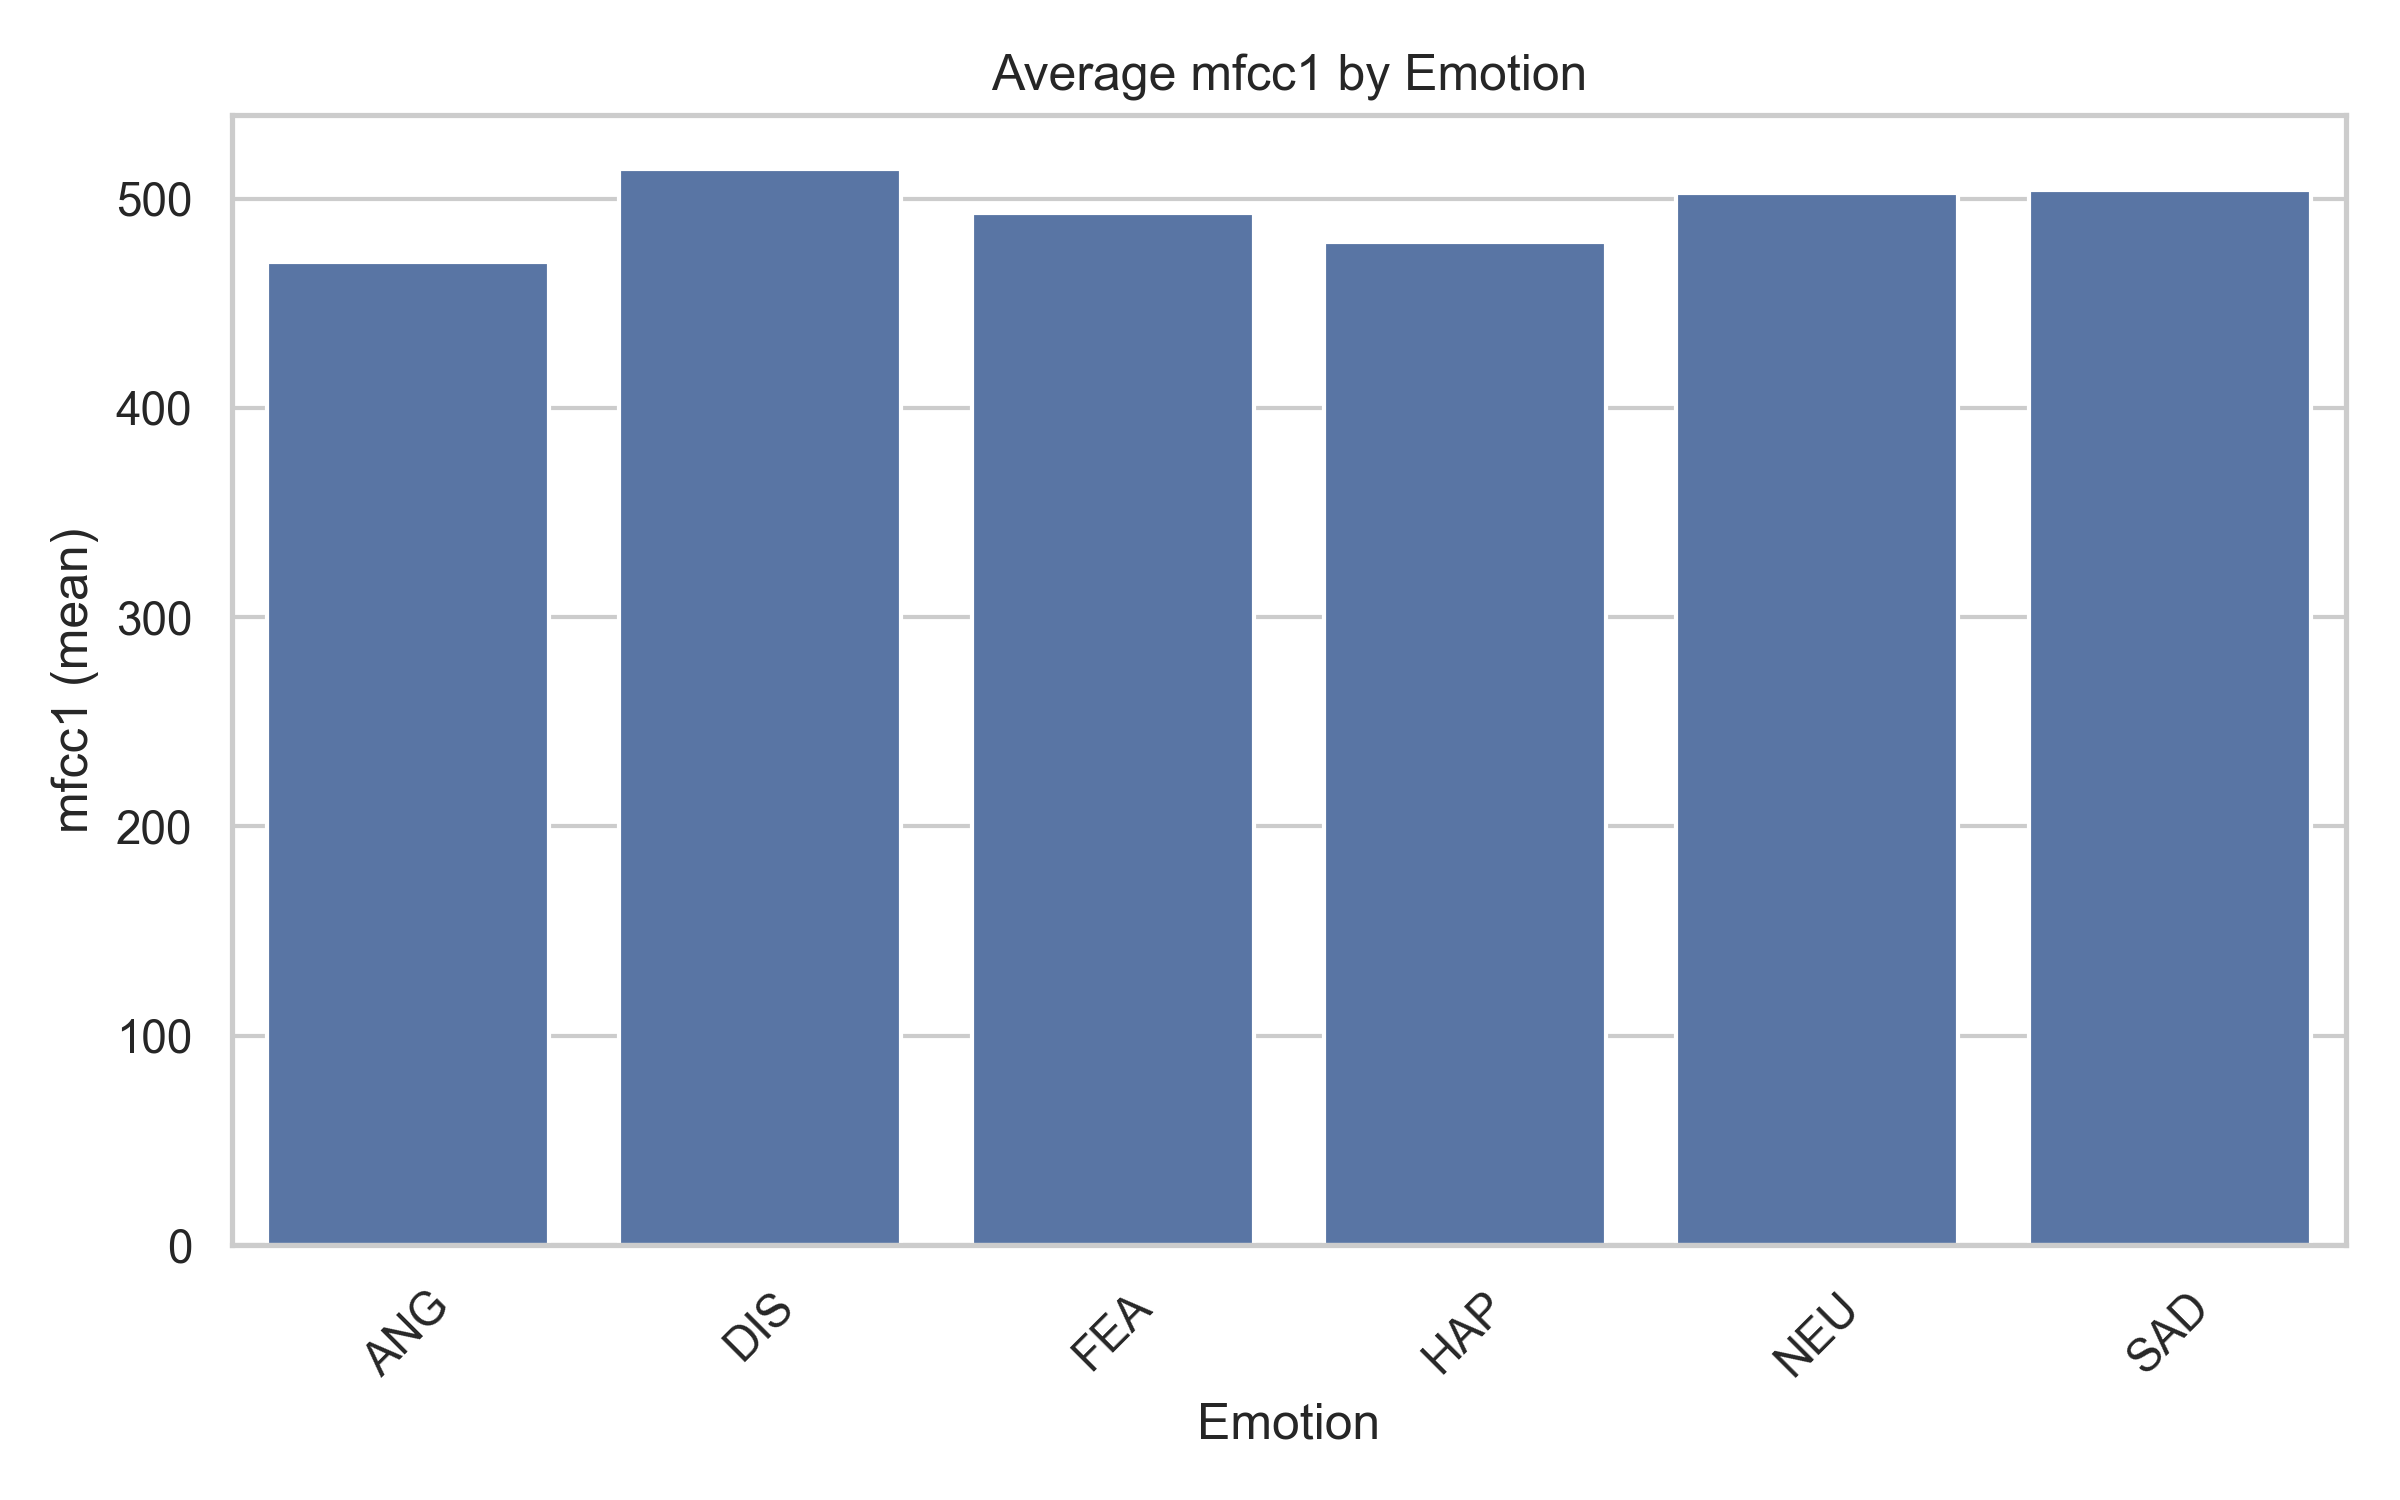 Average mfcc1 by Emotion
mfcc1 (mean)
500
400
300
200
100
0
ANG
DIS
FEA
HAP
NEU
SAD
Emotion